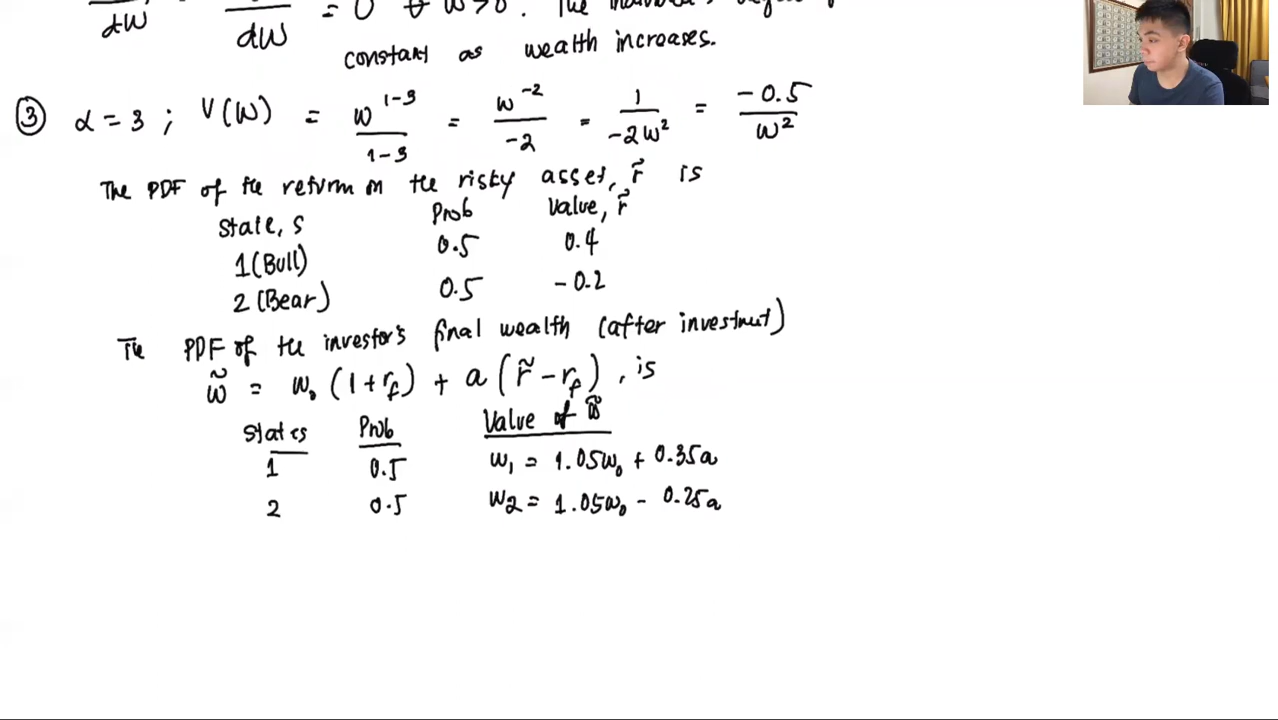 dW dW = 0 ∀ W > 0. The
constant as wealth increases.
③ α = 3 ; V(W) = W^{1-3}/(1-3) = W^{-2}/-2 = 1/(-2W²) = -0.5/W²
The PDF of the return on the risky asset, r̃ is
State, S Prob Value, r̃
1 (Bull) 0.5 0.4
2 (Bear) 0.5 -0.2
The PDF of the investor's final wealth (after investment)
w̃ = W₀ (1 + r_f) + a (r̃ - r_f), is
States Prob Value of w̃
1 0.5 W₁ = 1.05W₀ + 0.35a
2 0.5 W₂ = 1.05W₀ - 0.25a